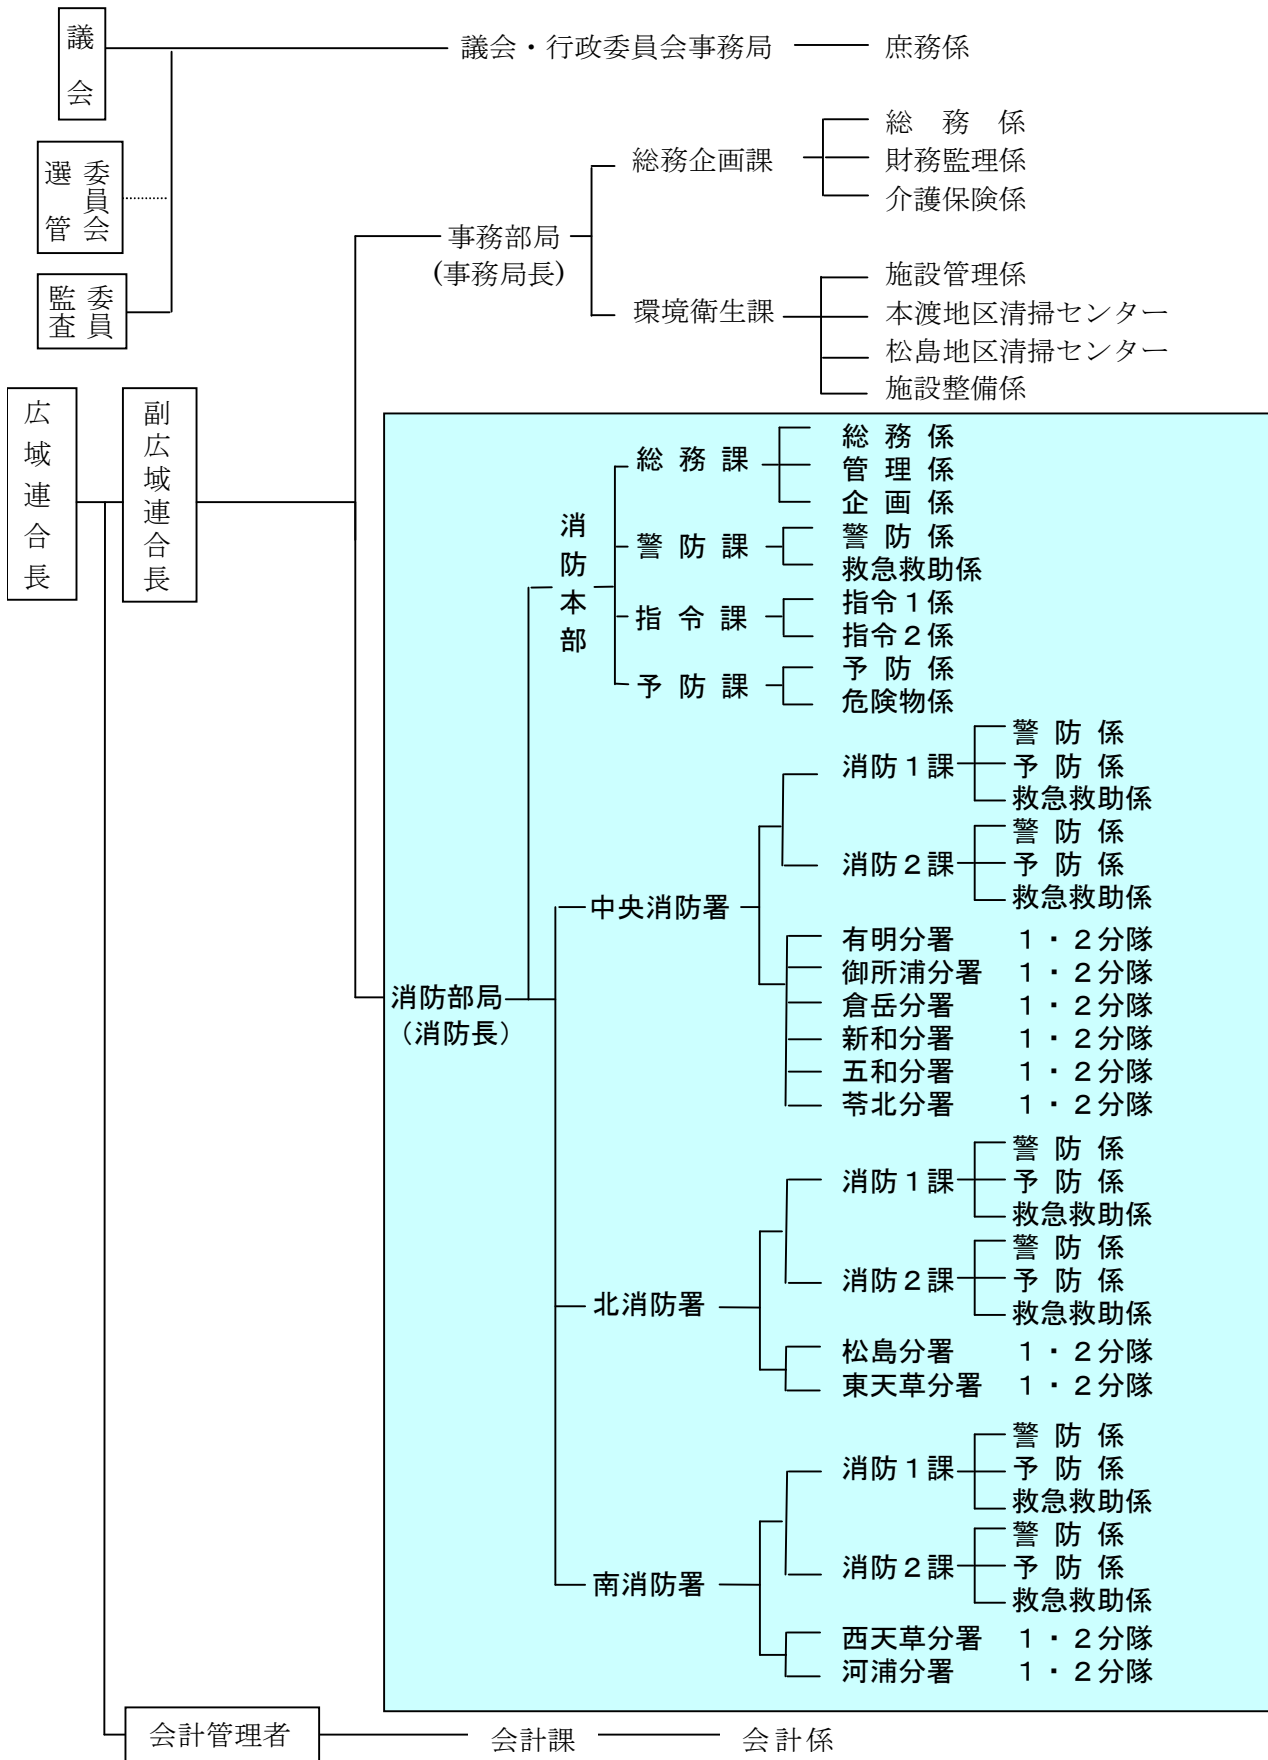 議会
議会・行政委員会事務局 庶務係
選管委員会
監査委員
総務企画課
総務係
財務監理係
介護保険係
事務部局
(事務局長)
環境衛生課
施設管理係
本渡地区清掃センター
松島地区清掃センター
施設整備係
広域連合長
副広域連合長
消防本部
総務課
総務係
管理係
企画係
警防課
警防係
救急救助係
指令課
指令1係
指令2係
予防課
予防係
危険物係
消防部局
（消防長）
中央消防署
消防1課
警防係
予防係
救急救助係
消防2課
警防係
予防係
救急救助係
有明分署 1・2分隊
御所浦分署 1・2分隊
倉岳分署 1・2分隊
新和分署 1・2分隊
五和分署 1・2分隊
苓北分署 1・2分隊
北消防署
消防1課
警防係
予防係
救急救助係
消防2課
警防係
予防係
救急救助係
松島分署 1・2分隊
東天草分署 1・2分隊
南消防署
消防1課
警防係
予防係
救急救助係
消防2課
警防係
予防係
救急救助係
西天草分署 1・2分隊
河浦分署 1・2分隊
会計管理者 会計課 会計係